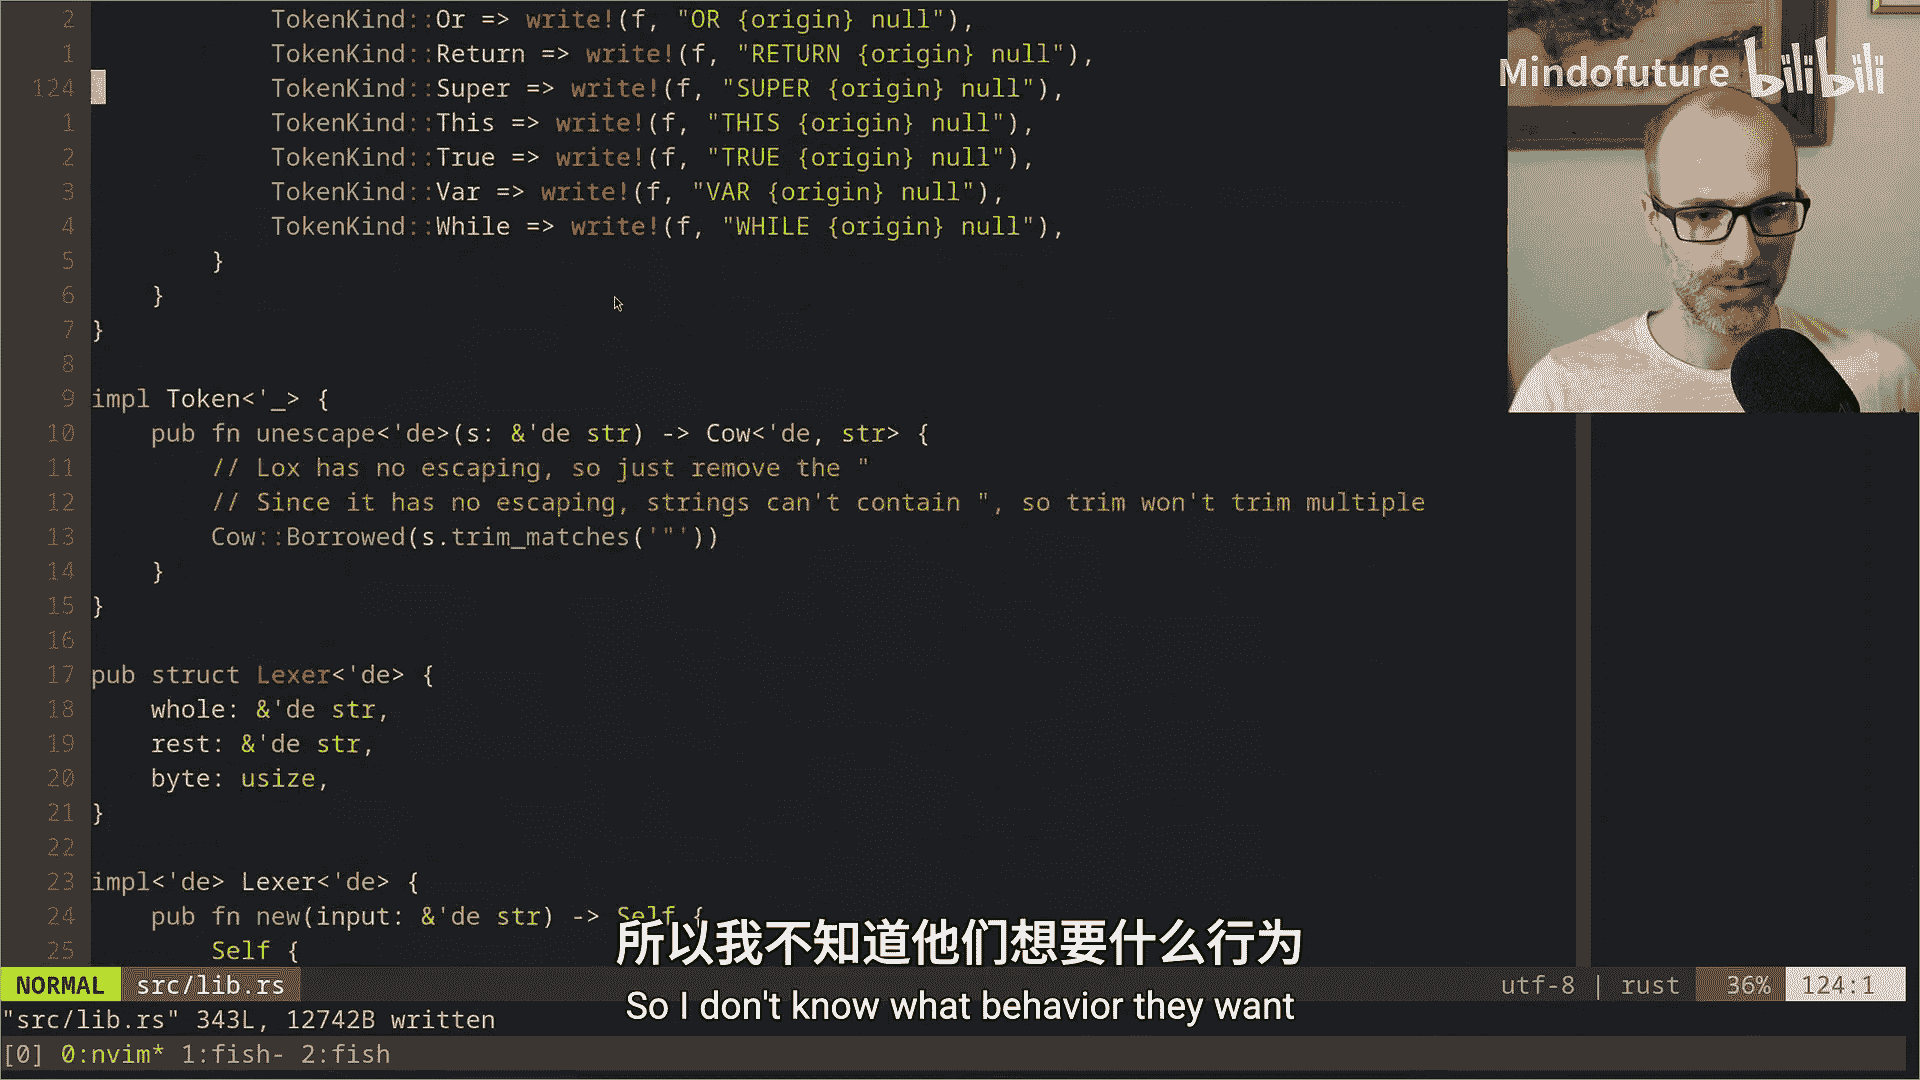 2 TokenKind::Or => write!(f, "OR {origin} null"),
1 TokenKind::Return => write!(f, "RETURN {origin} null"),
124 TokenKind::Super => write!(f, "SUPER {origin} null"),
1 TokenKind::This => write!(f, "THIS {origin} null"),
2 TokenKind::True => write!(f, "TRUE {origin} null"),
3 TokenKind::Var => write!(f, "VAR {origin} null"),
4 TokenKind::While => write!(f, "WHILE {origin} null"),
5 }
6 }
7 }
8
9 impl Token<'_> {
10 pub fn unescape<'de>(s: &'de str) -> Cow<'de, str> {
11 // Lox has no escaping, so just remove the "
12 // Since it has no escaping, strings can't contain ", so trim won't trim multiple
13 Cow::Borrowed(s.trim_matches('"'))
14 }
15 }
16
17 pub struct Lexer<'de> {
18 whole: &'de str,
19 rest: &'de str,
20 byte: usize,
21 }
22
23 impl<'de> Lexer<'de> {
24 pub fn new(input: &'de str) -> Self {
25 Self {
Mindofuture bilibili
所以我不知道他们想要什么行为
So I don't know what behavior they want
NORMAL src/lib.rs utf-8 | rust 36% 124:1
"src/lib.rs" 343L, 12742B written
[0] 0:nvim* 1:fish- 2:fish